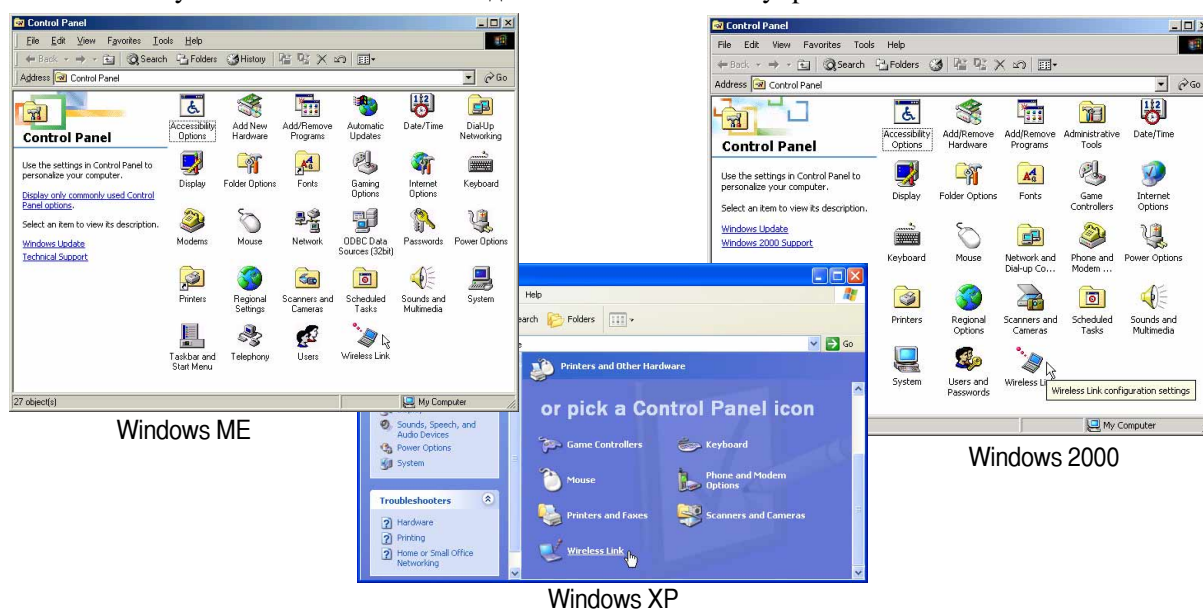 Control Panel
File Edit View Favorites Tools Help
Back Search Folders History
Address Control Panel Go
Control Panel
Use the settings in Control Panel to
personalize your computer.
Display only commonly used Control
Panel options.
Select an item to view its description.
Windows Update
Technical Support
Accessibility Options
Add New Hardware
Add/Remove Programs
Automatic Updates
Date/Time
Dial-Up Networking
Display
Folder Options
Fonts
Gaming Options
Internet Options
Keyboard
Modems
Mouse
Network
ODBC Data Sources (32bit)
Passwords
Power Options
Printers
Regional Settings
Scanners and Cameras
Scheduled Tasks
Sounds and Multimedia
System
Taskbar and Start Menu
Telephony
Users
Wireless Link
27 object(s) My Computer
Windows ME
Control Panel
File Edit View Favorites Tools Help
Back Search Folders
Address Control Panel Go
Control Panel
Use the settings in Control Panel to
personalize your computer.
Select an item to view its description.
Windows Update
Windows 2000 Support
Accessibility Options
Add/Remove Hardware
Add/Remove Programs
Administrative Tools
Date/Time
Display
Folder Options
Fonts
Game Controllers
Internet Options
Keyboard
Mouse
Network and Dial-up Co...
Phone and Modem ...
Power Options
Printers
Regional Options
Scanners and Cameras
Scheduled Tasks
Sounds and Multimedia
System
Users and Passwords
Wireless Li
Wireless Link configuration settings
My Computer
Windows 2000
Help
earch Folders
Go
Sounds, Speech, and
Audio Devices
Power Options
System
Troubleshooters
Hardware
Printing
Home or Small Office
Networking
Printers and Other Hardware
or pick a Control Panel icon
Game Controllers
Keyboard
Mouse
Phone and Modem
Options
Printers and Faxes
Scanners and Cameras
Wireless Link
Windows XP